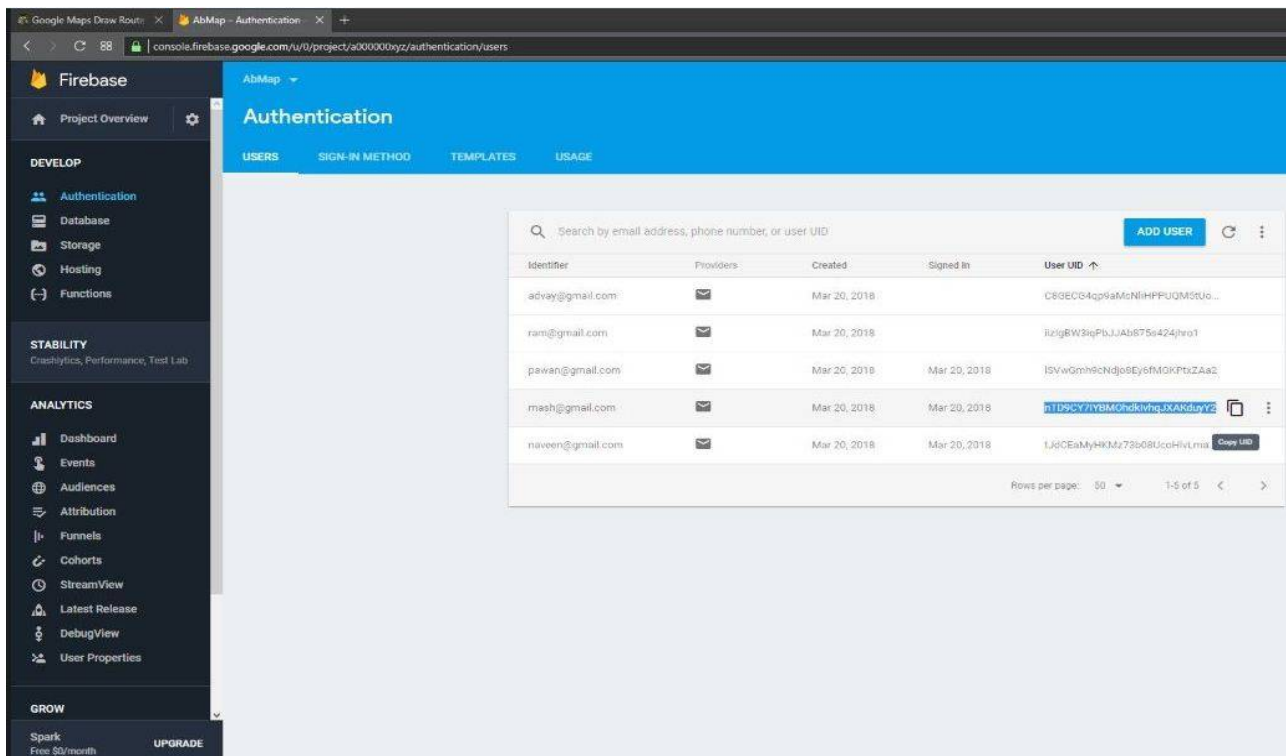 Google Maps Draw Route
AbMap – Authentication –
88
console.firebase.google.com/u/0/project/a000000xyz/authentication/users
Firebase
Project Overview
DEVELOP
Authentication
Database
Storage
Hosting
Functions
STABILITY
Crashlytics, Performance, Test Lab
ANALYTICS
Dashboard
Events
Audiences
Attribution
Funnels
Cohorts
StreamView
Latest Release
DebugView
User Properties
GROW
Spark
Free $0/month
UPGRADE
AbMap
Authentication
USERS SIGN-IN METHOD TEMPLATES USAGE
Search by email address, phone number, or user UID ADD USER
Identifier Providers Created Signed In User UID
advay@gmail.com Mar 20, 2018
ram@gmail.com Mar 20, 2018
pawan@gmail.com Mar 20, 2018 Mar 20, 2018
mash@gmail.com Mar 20, 2018 Mar 20, 2018
naveen@gmail.com Mar 20, 2018 Mar 20, 2018
Copy UID
Rows per page: 50 1-5 of 5